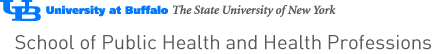 UB University at Buffalo The State University of New York
School of Public Health and Health Professions